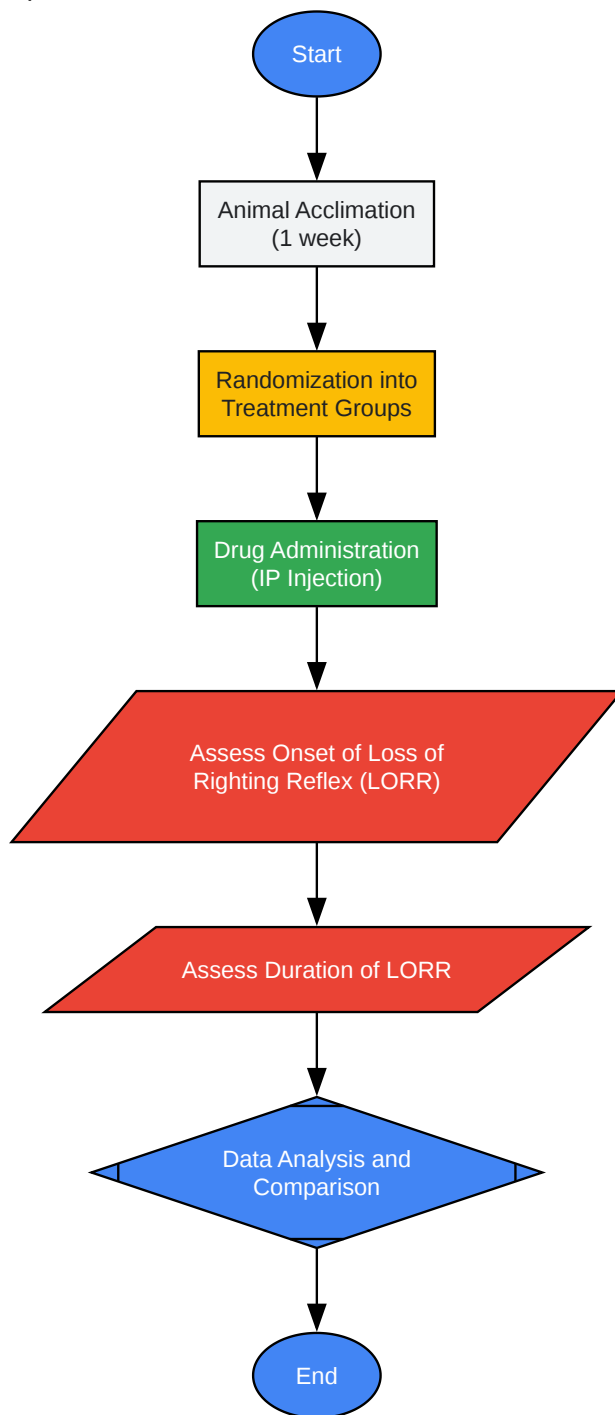 Start
Animal Acclimation
(1 week)
Randomization into
Treatment Groups
Drug Administration
(IP Injection)
Assess Onset of Loss of
Righting Reflex (LORR)
Assess Duration of LORR
Data Analysis and
Comparison
End